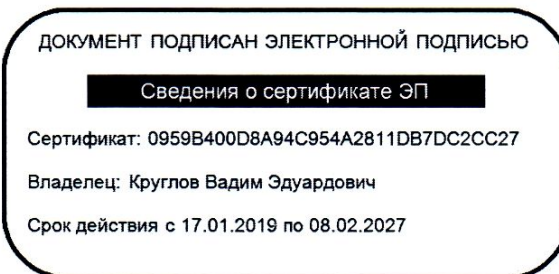 ДОКУМЕНТ ПОДПИСАН ЭЛЕКТРОННОЙ ПОДПИСЬЮ
Сведения о сертификате ЭП
Сертификат: 0959B400D8A94C954A2811DB7DC2CC27
Владелец: Круглов Вадим Эдуардович
Срок действия с 17.01.2019 по 08.02.2027